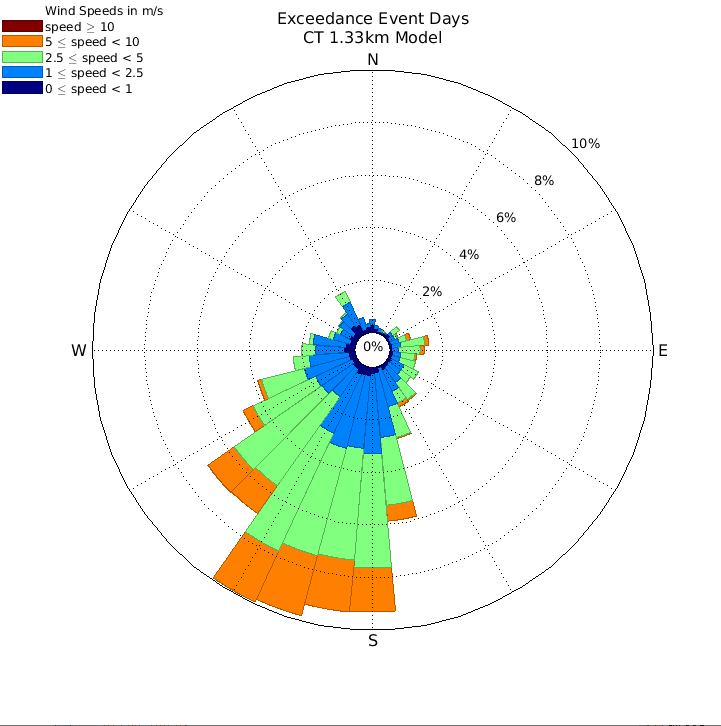 Wind Speeds in m/s
speed ≥ 10
5 ≤ speed < 10
2.5 ≤ speed < 5
1 ≤ speed < 2.5
0 ≤ speed < 1
Exceedance Event Days
CT 1.33km Model
N
10%
8%
6%
4%
2%
0%
W
E
S